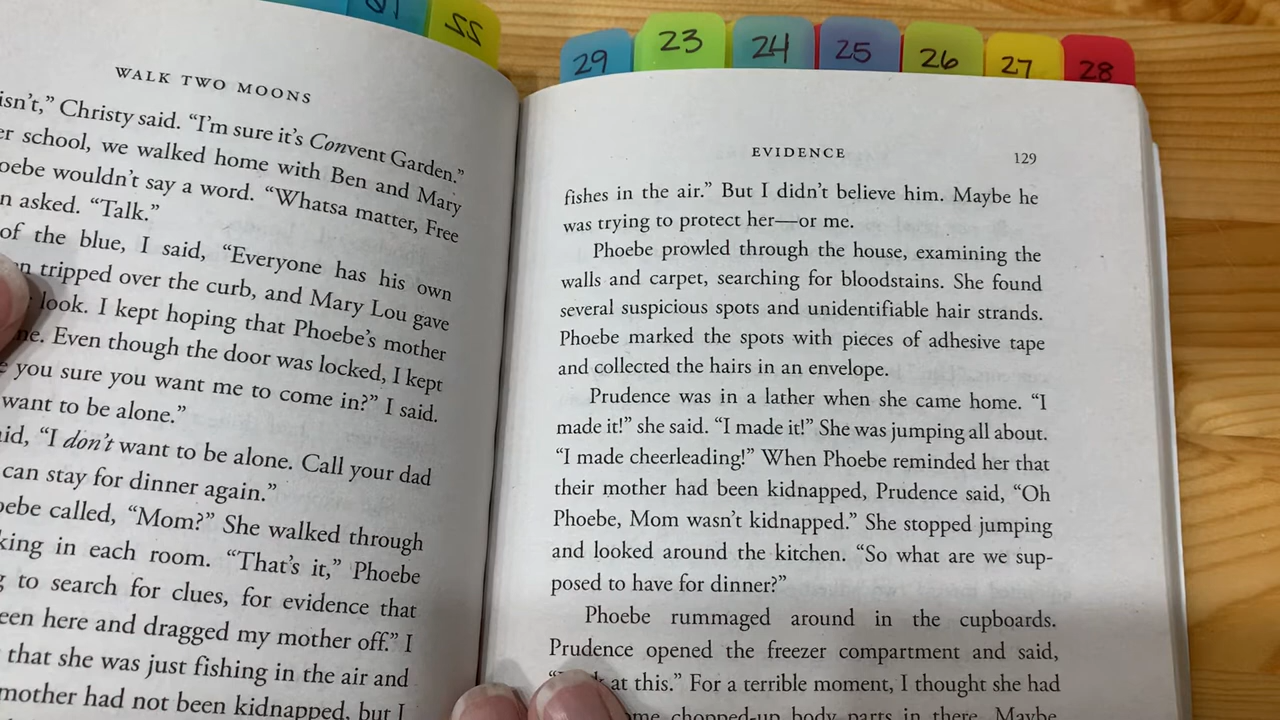 22
WALK TWO MOONS
isn't,” Christy said. “I'm sure it's Convent Garden.”
school, we walked home with Ben and Mary
wouldn't say a word. “Whatsa matter, Free
asked. “Talk.”
of the blue, I said, “Everyone has his own
tripped over the curb, and Mary Lou gave
look. I kept hoping that Phoebe's mother
Even though the door was locked, I kept
you sure you want me to come in?” I said.
want to be alone.”
“I don't want to be alone. Call your dad
can stay for dinner again.”
called, “Mom?” She walked through
in each room. “That's it,” Phoebe
to search for clues, for evidence that
here and dragged my mother off.” I
that she was just fishing in the air and
mother had not been kidnapped, but I
29 23 24 25 26 27 28
EVIDENCE 129
fishes in the air.” But I didn't believe him. Maybe he
was trying to protect her—or me.
Phoebe prowled through the house, examining the
walls and carpet, searching for bloodstains. She found
several suspicious spots and unidentifiable hair strands.
Phoebe marked the spots with pieces of adhesive tape
and collected the hairs in an envelope.
Prudence was in a lather when she came home. “I
made it!” she said. “I made it!” She was jumping all about.
“I made cheerleading!” When Phoebe reminded her that
their mother had been kidnapped, Prudence said, “Oh
Phoebe, Mom wasn't kidnapped.” She stopped jumping
and looked around the kitchen. “So what are we sup-
posed to have for dinner?”
Phoebe rummaged around in the cupboards.
Prudence opened the freezer compartment and said,
at this.” For a terrible moment, I thought she had
chopped-up body parts in there. Maybe